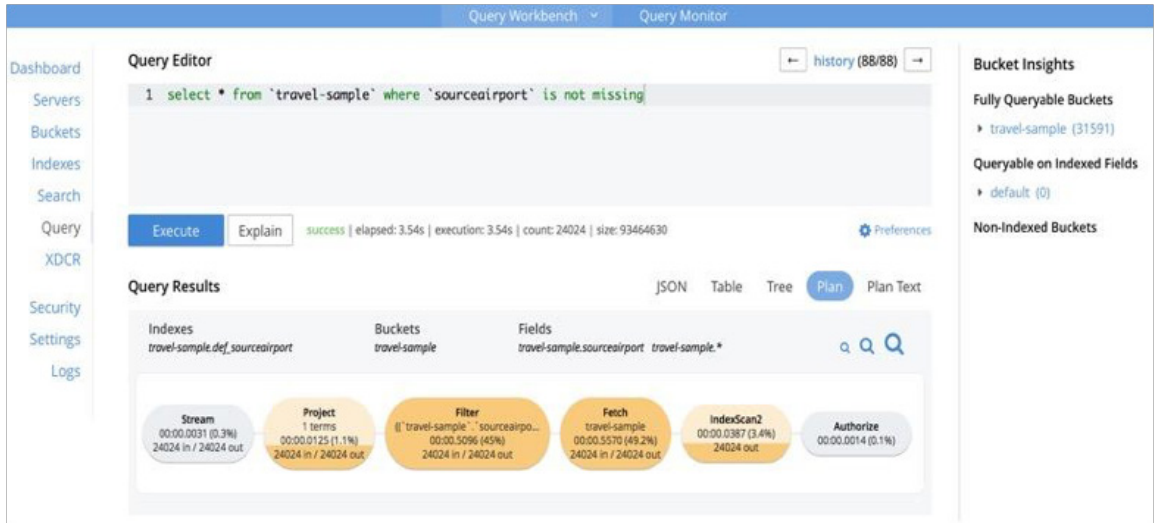 Query Workbench Query Monitor
Dashboard
Servers
Buckets
Indexes
Search
Query
XDCR
Security
Settings
Logs
Query Editor
← history (88/88) →
1 select * from `travel-sample` where `sourceairport` is not missing
Execute Explain success | elapsed: 3.54s | execution: 3.54s | count: 24024 | size: 93464630 Preferences
Query Results JSON Table Tree Plan Plan Text
Indexes Buckets Fields
travel-sample.def_sourceairport travel-sample travel-sample.sourceairport travel-sample.*
Stream
00:00.0031 (0.3%)
24024 in / 24024 out
Project
1 terms
00:00.0125 (1.1%)
24024 in / 24024 out
Filter
((`travel-sample`.`sourceairpo...
00:00.5096 (45%)
24024 in / 24024 out
Fetch
travel-sample
00:00.5570 (49.2%)
24024 in / 24024 out
IndexScan2
00:00.0387 (3.4%)
24024 out
Authorize
00:00.0014 (0.1%)
Bucket Insights
Fully Queryable Buckets
travel-sample (31591)
Queryable on Indexed Fields
default (0)
Non-Indexed Buckets